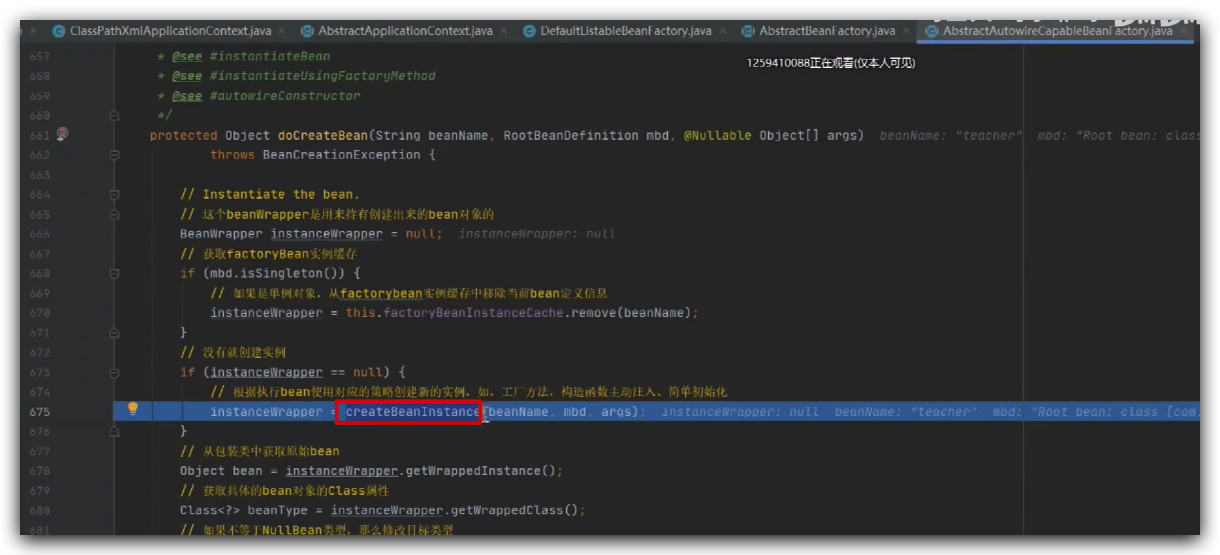 ClassPathXmlApplicationContext.java × AbstractApplicationContext.java × DefaultListableBeanFactory.java × AbstractBeanFactory.java × AbstractAutowireCapableBeanFactory.java ×
1259410088正在观看(仅本人可见)
657 * @see #instantiateBean
658 * @see #instantiateUsingFactoryMethod
659 * @see #autowireConstructor
660 */
661 protected Object doCreateBean(String beanName, RootBeanDefinition mbd, @Nullable Object[] args) beanName: "teacher" mbd: "Root bean: class
662 throws BeanCreationException {
663
664 // Instantiate the bean.
665 // 这个beanWrapper是用来持有创建出来的bean对象的
666 BeanWrapper instanceWrapper = null; instanceWrapper: null
667 // 获取factoryBean实例缓存
668 if (mbd.isSingleton()) {
669 // 如果是单例对象，从factorybean实例缓存中移除当前bean定义信息
670 instanceWrapper = this.factoryBeanInstanceCache.remove(beanName);
671 }
672 // 没有就创建实例
673 if (instanceWrapper == null) {
674 // 根据执行bean使用对应的策略创建新的实例，如，工厂方法，构造函数主动注入、简单初始化
675 instanceWrapper = createBeanInstance(beanName, mbd, args); instanceWrapper: null beanName: "teacher" mbd: "Root bean: class [com.
676 }
677 // 从包装类中获取原始bean
678 Object bean = instanceWrapper.getWrappedInstance();
679 // 获取具体的bean对象的Class属性
680 Class<?> beanType = instanceWrapper.getWrappedClass();
681 // 如果不等于NullBean类型，那么修改目标类型